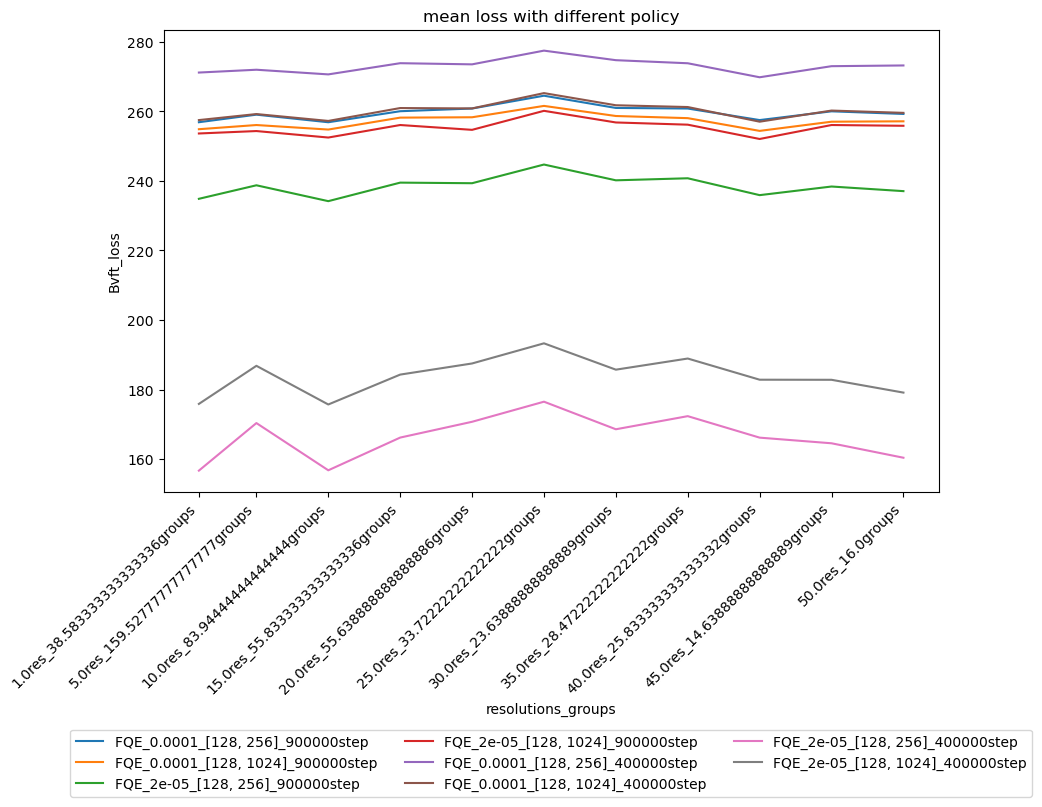 mean loss with different policy
280
260
240
220
200
180
160
Bvft_loss
1.0res_38.583333333333336groups
5.0res_159.52777777777777groups
10.0res_83.94444444444444groups
15.0res_55.833333333333336groups
20.0res_55.638888888888886groups
25.0res_33.72222222222222groups
30.0res_23.63888888888889groups
35.0res_28.47222222222222groups
40.0res_25.833333333333332groups
45.0res_14.63888888888889groups
50.0res_16.0groups
resolutions_groups
FQE_0.0001_[128, 256]_900000step
FQE_0.0001_[128, 1024]_900000step
FQE_2e-05_[128, 256]_900000step
FQE_2e-05_[128, 1024]_900000step
FQE_0.0001_[128, 256]_400000step
FQE_0.0001_[128, 1024]_400000step
FQE_2e-05_[128, 256]_400000step
FQE_2e-05_[128, 1024]_400000step